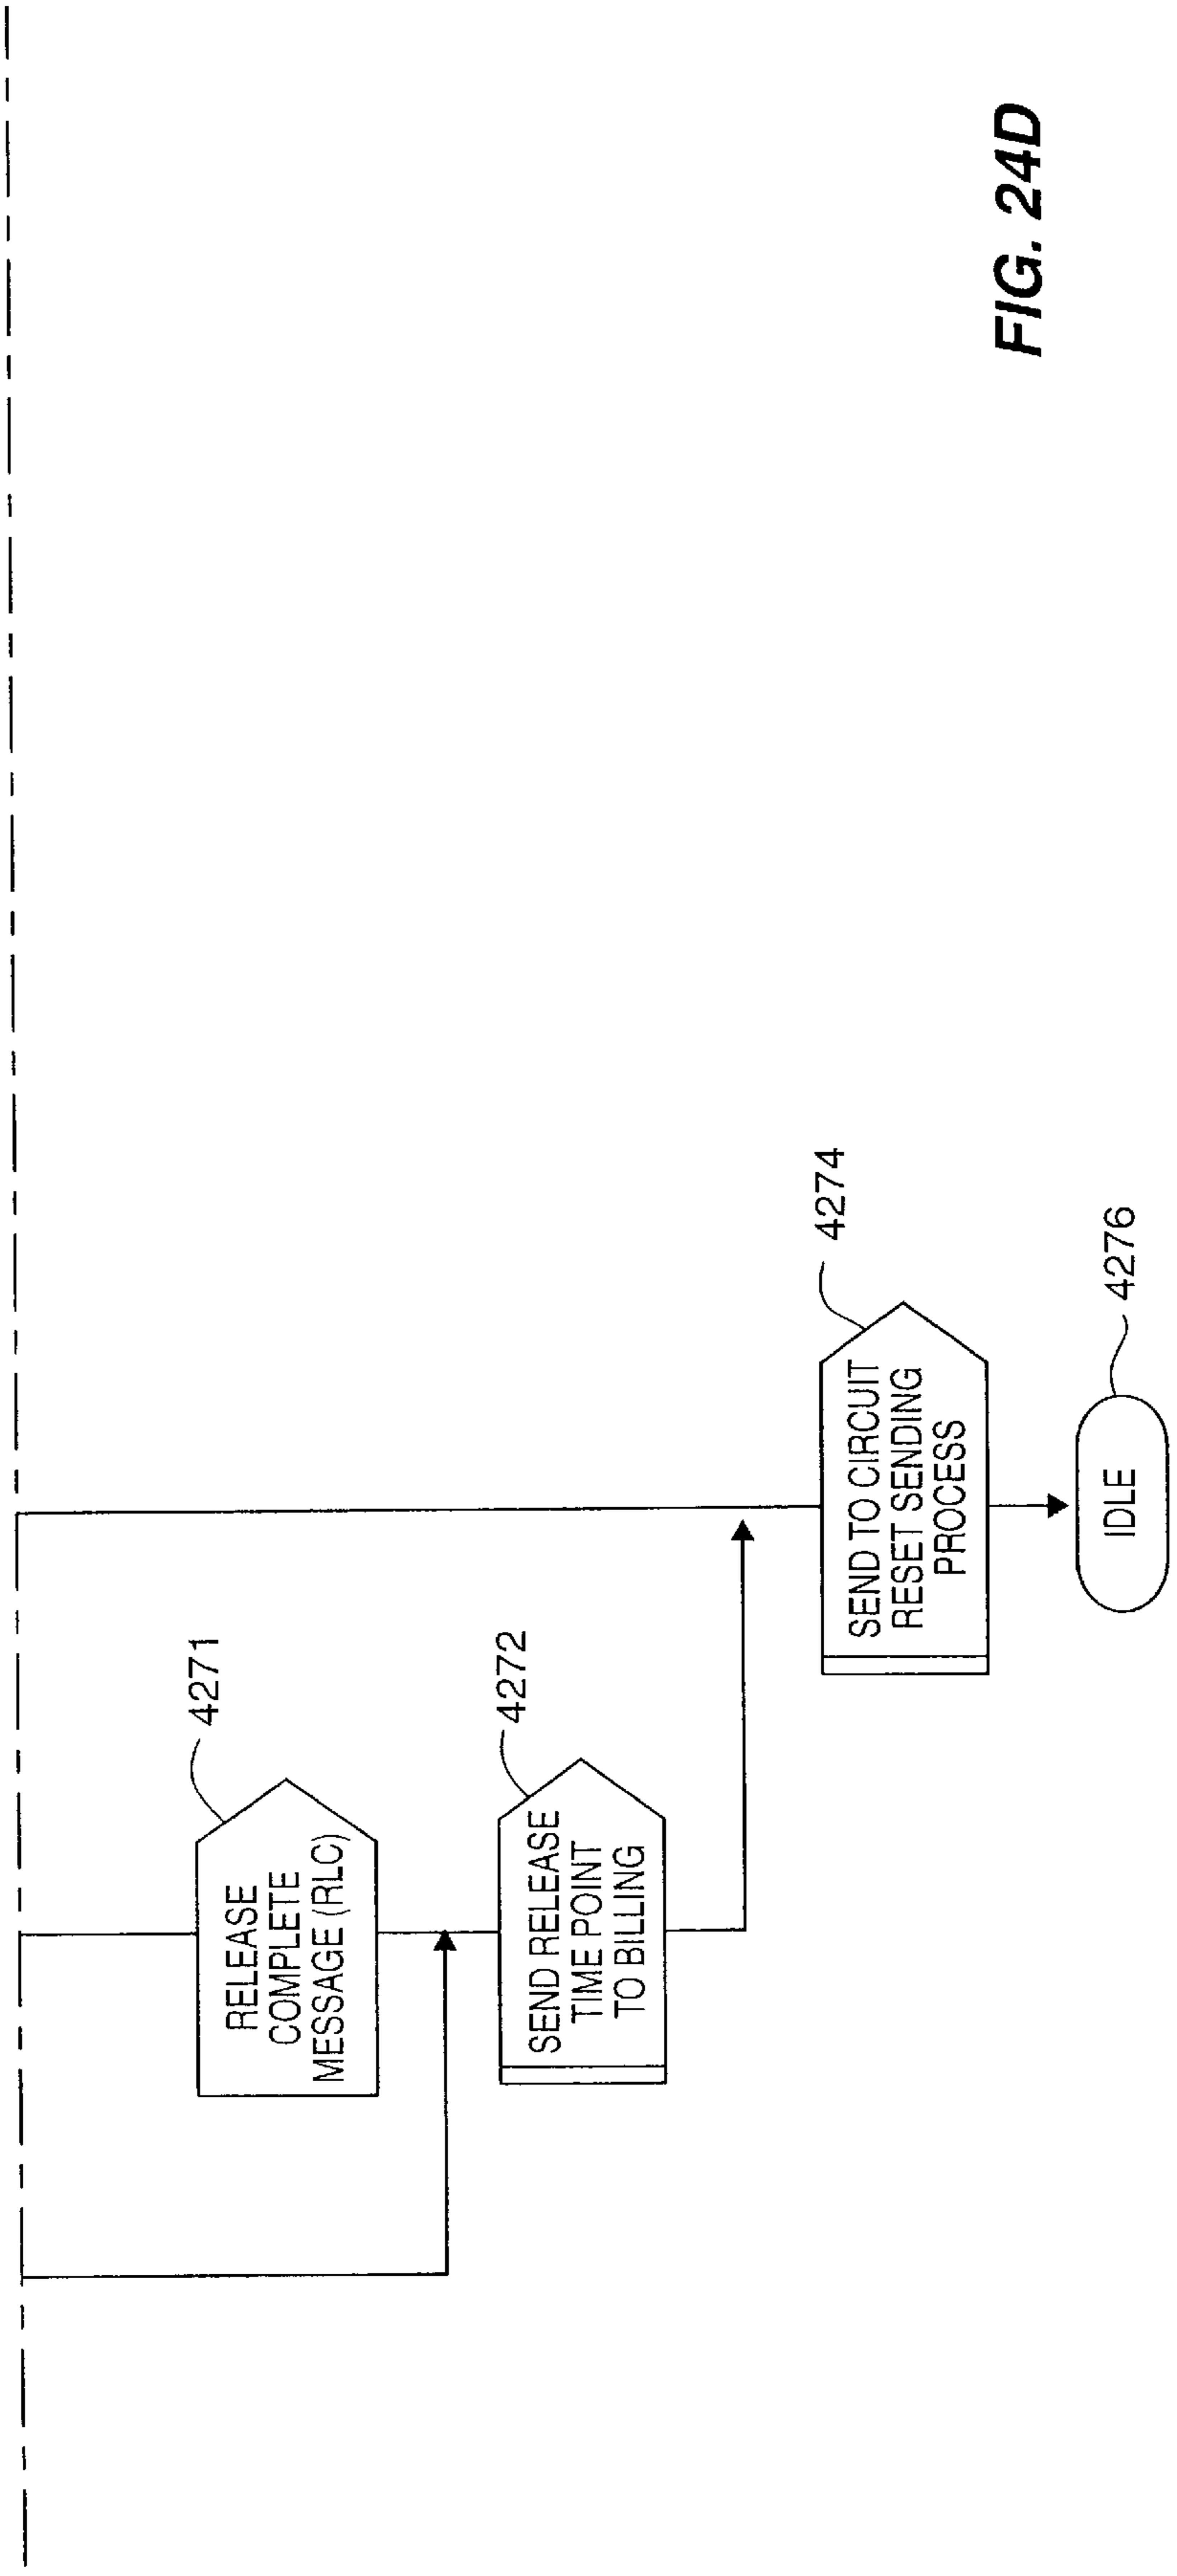 4271
RELEASE
COMPLETE
MESSAGE (RLC)
4272
SEND RELEASE
TIME POINT
TO BILLING
4274
SEND TO CIRCUIT
RESET SENDING
PROCESS
4276
IDLE
FIG. 24D